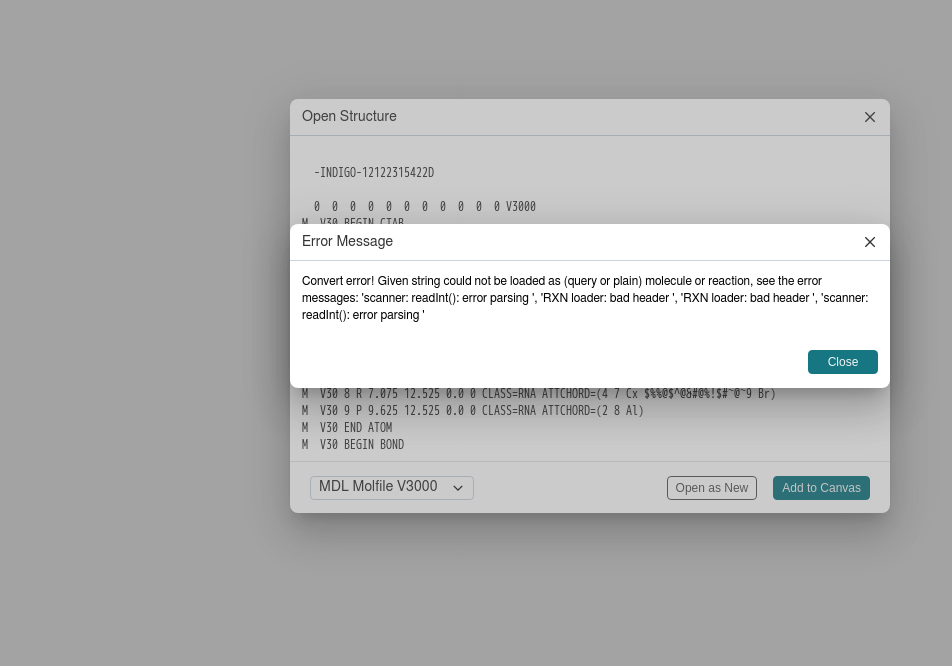 Open Structure
-INDIGO-12122315422D
0 0 0 0 0 0 0 0 0 0 0 V3000
M V30 BEGIN CTAB
Error Message
Convert error! Given string could not be loaded as (query or plain) molecule or reaction, see the error
messages: 'scanner: readInt(): error parsing ', 'RXN loader: bad header ', 'RXN loader: bad header ', 'scanner:
readInt(): error parsing '
Close
M V30 8 R 7.075 12.525 0.0 0 CLASS=RNA ATTCHORD=(4 7 Cx 9 Br)
M V30 9 P 9.625 12.525 0.0 0 CLASS=RNA ATTCHORD=(2 8 Al)
M V30 END ATOM
M V30 BEGIN BOND
MDL Molfile V3000
Open as New
Add to Canvas